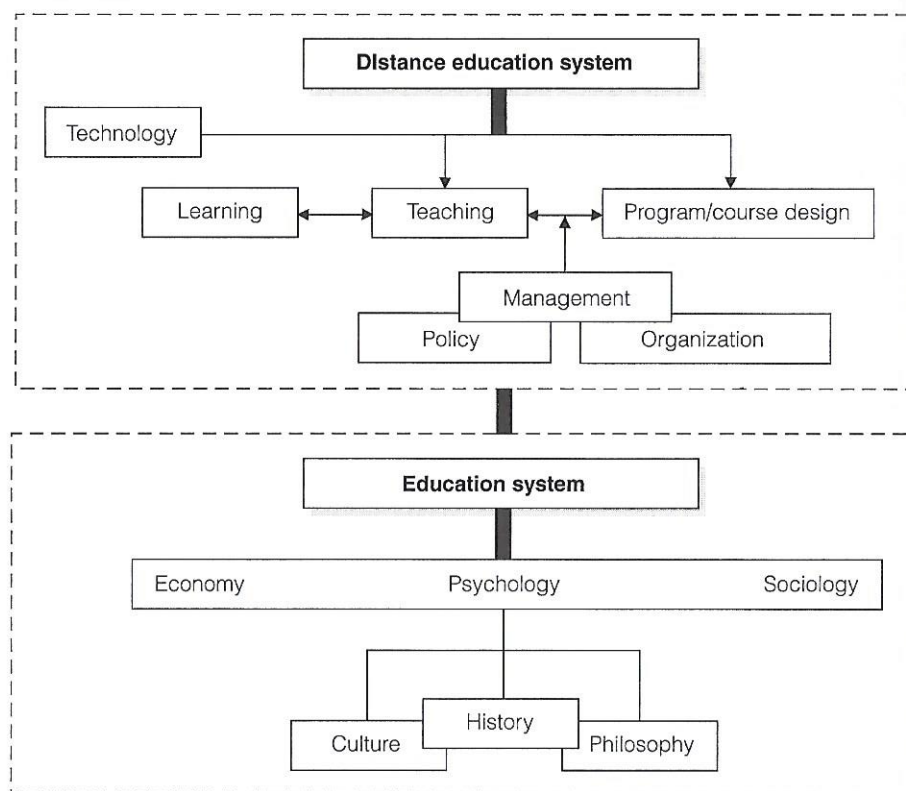 DIstance education system
Technology
Learning
Teaching
Program/course design
Management
Policy
Organization
Education system
Economy Psychology Sociology
History
Culture
Philosophy